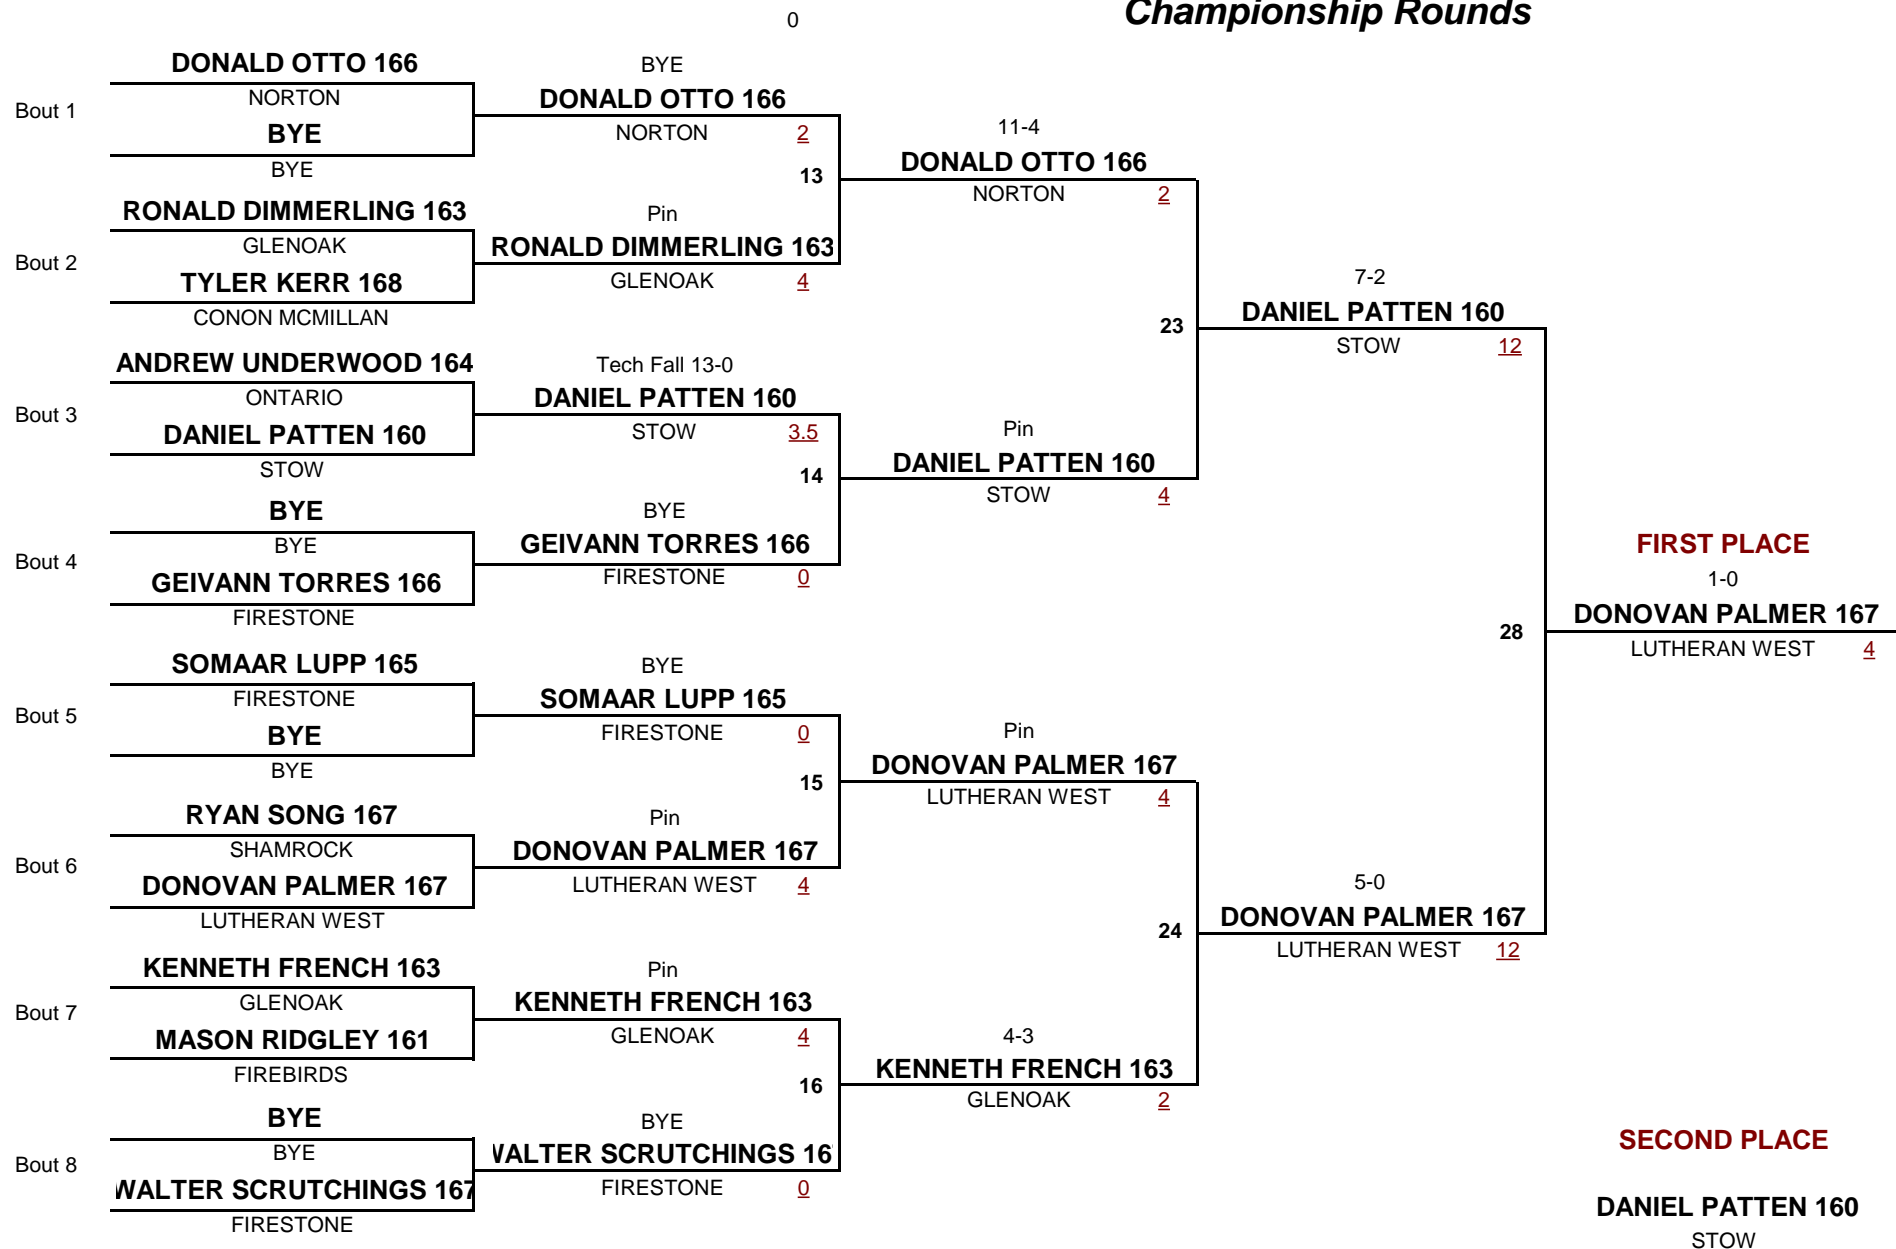 0
Championship Rounds
DONALD OTTO 166
NORTON
Bout 1
BYE
BYE
RONALD DIMMERLING 163
GLENOAK
Bout 2
TYLER KERR 168
CONON MCMILLAN
ANDREW UNDERWOOD 164
ONTARIO
Bout 3
DANIEL PATTEN 160
STOW
BYE
BYE
Bout 4
GEIVANN TORRES 166
FIRESTONE
SOMAAR LUPP 165
FIRESTONE
Bout 5
BYE
BYE
RYAN SONG 167
SHAMROCK
Bout 6
DONOVAN PALMER 167
LUTHERAN WEST
KENNETH FRENCH 163
GLENOAK
Bout 7
MASON RIDGLEY 161
FIREBIRDS
BYE
BYE
Bout 8
WALTER SCRUTCHINGS 167
FIRESTONE
BYE
DONALD OTTO 166
NORTON 2
13
Pin
RONALD DIMMERLING 163
GLENOAK 4
Tech Fall 13-0
DANIEL PATTEN 160
STOW 3.5
14
BYE
GEIVANN TORRES 166
FIRESTONE 0
BYE
SOMAAR LUPP 165
FIRESTONE 0
15
Pin
DONOVAN PALMER 167
LUTHERAN WEST 4
Pin
KENNETH FRENCH 163
GLENOAK 4
16
BYE
WALTER SCRUTCHINGS 16
FIRESTONE 0
11-4
DONALD OTTO 166
NORTON 2
23
Pin
DANIEL PATTEN 160
STOW 4
Pin
DONOVAN PALMER 167
LUTHERAN WEST 4
24
4-3
KENNETH FRENCH 163
GLENOAK 2
7-2
DANIEL PATTEN 160
STOW 12
28
5-0
DONOVAN PALMER 167
LUTHERAN WEST 12
FIRST PLACE
1-0
DONOVAN PALMER 167
LUTHERAN WEST 4
SECOND PLACE
DANIEL PATTEN 160
STOW